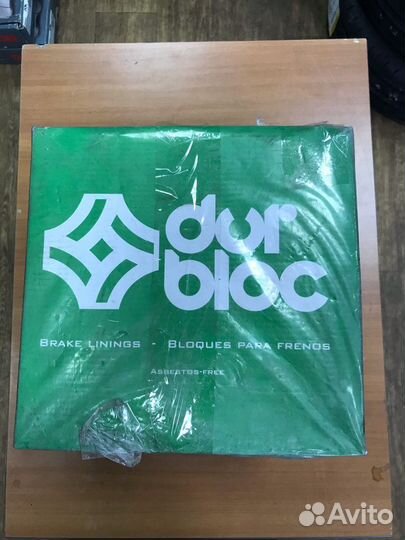 dur
bloc
BRAKE LININGS - BLOQUES PARA FRENOS
ASBESTOS-FREE
Avito